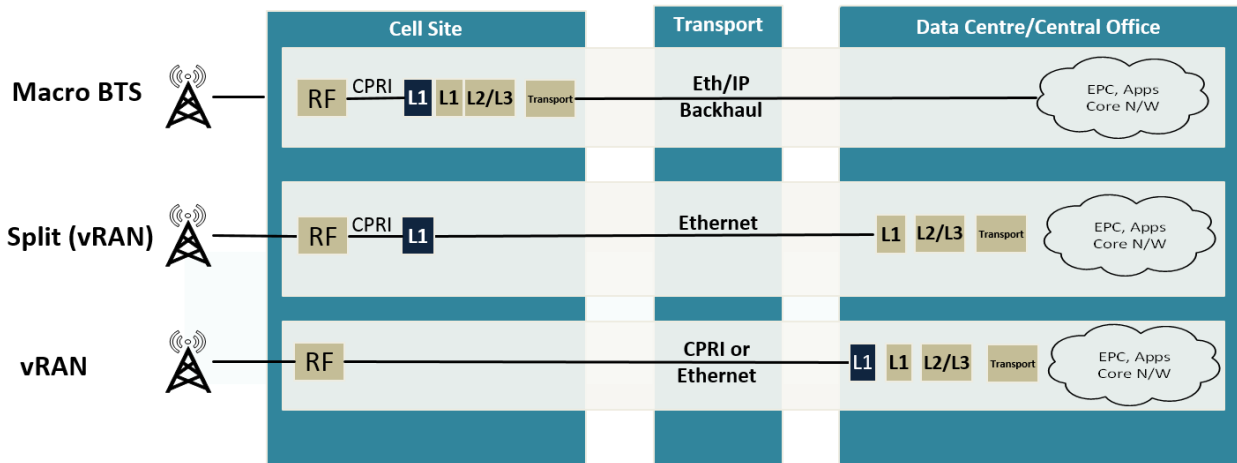 Cell Site
Transport
Data Centre/Central Office
Macro BTS
RF
CPRI
L1
L1
L2/L3
Transport
Eth/IP
Backhaul
EPC, Apps
Core N/W
Split (vRAN)
RF
CPRI
L1
Ethernet
L1
L2/L3
Transport
EPC, Apps
Core N/W
vRAN
RF
CPRI or
Ethernet
L1
L1
L2/L3
Transport
EPC, Apps
Core N/W